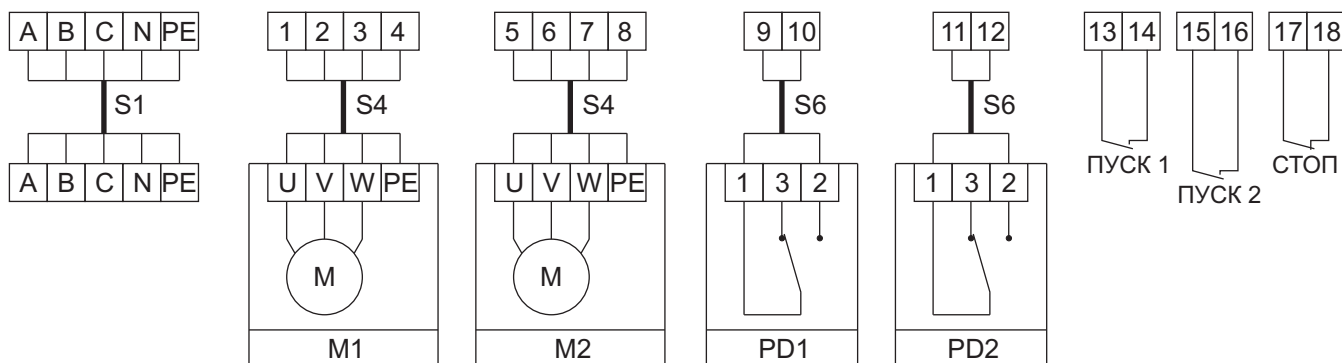 A B C N PE 1 2 3 4 5 6 7 8 9 10 11 12 13 14 15 16 17 18
S1 S4 S4 S6 S6
ПУСК 1 ПУСК 2 СТОП
A B C N PE U V W PE U V W PE 1 3 2 1 3 2
M M
M1 M2 PD1 PD2